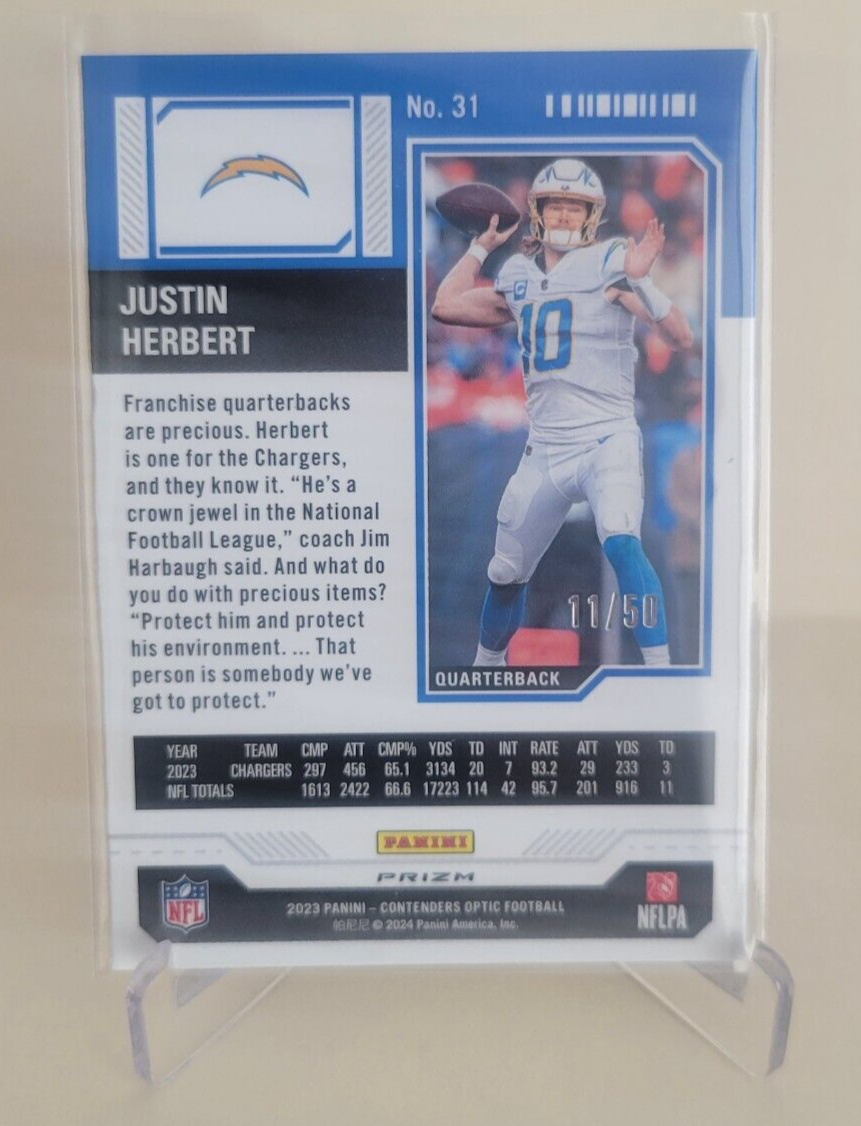 No. 31
JUSTIN
HERBERT
Franchise quarterbacks
are precious. Herbert
is one for the Chargers,
and they know it. “He’s a
crown jewel in the National
Football League,” coach Jim
Harbaugh said. And what do
you do with precious items?
“Protect him and protect
his environment. ... That
person is somebody we’ve
got to protect.”
10
11/50
QUARTERBACK
YEAR TEAM CMP ATT CMP% YDS TD INT RATE ATT YDS TD
2023 CHARGERS 297 456 65.1 3134 20 7 93.2 29 233 3
NFL TOTALS 1613 2422 66.6 17223 114 42 95.7 201 916 11
PANINI
PRIZM
NFL
2023 PANINI – CONTENDERS OPTIC FOOTBALL
帕尼尼 © 2024 Panini America, Inc.
NFLPA